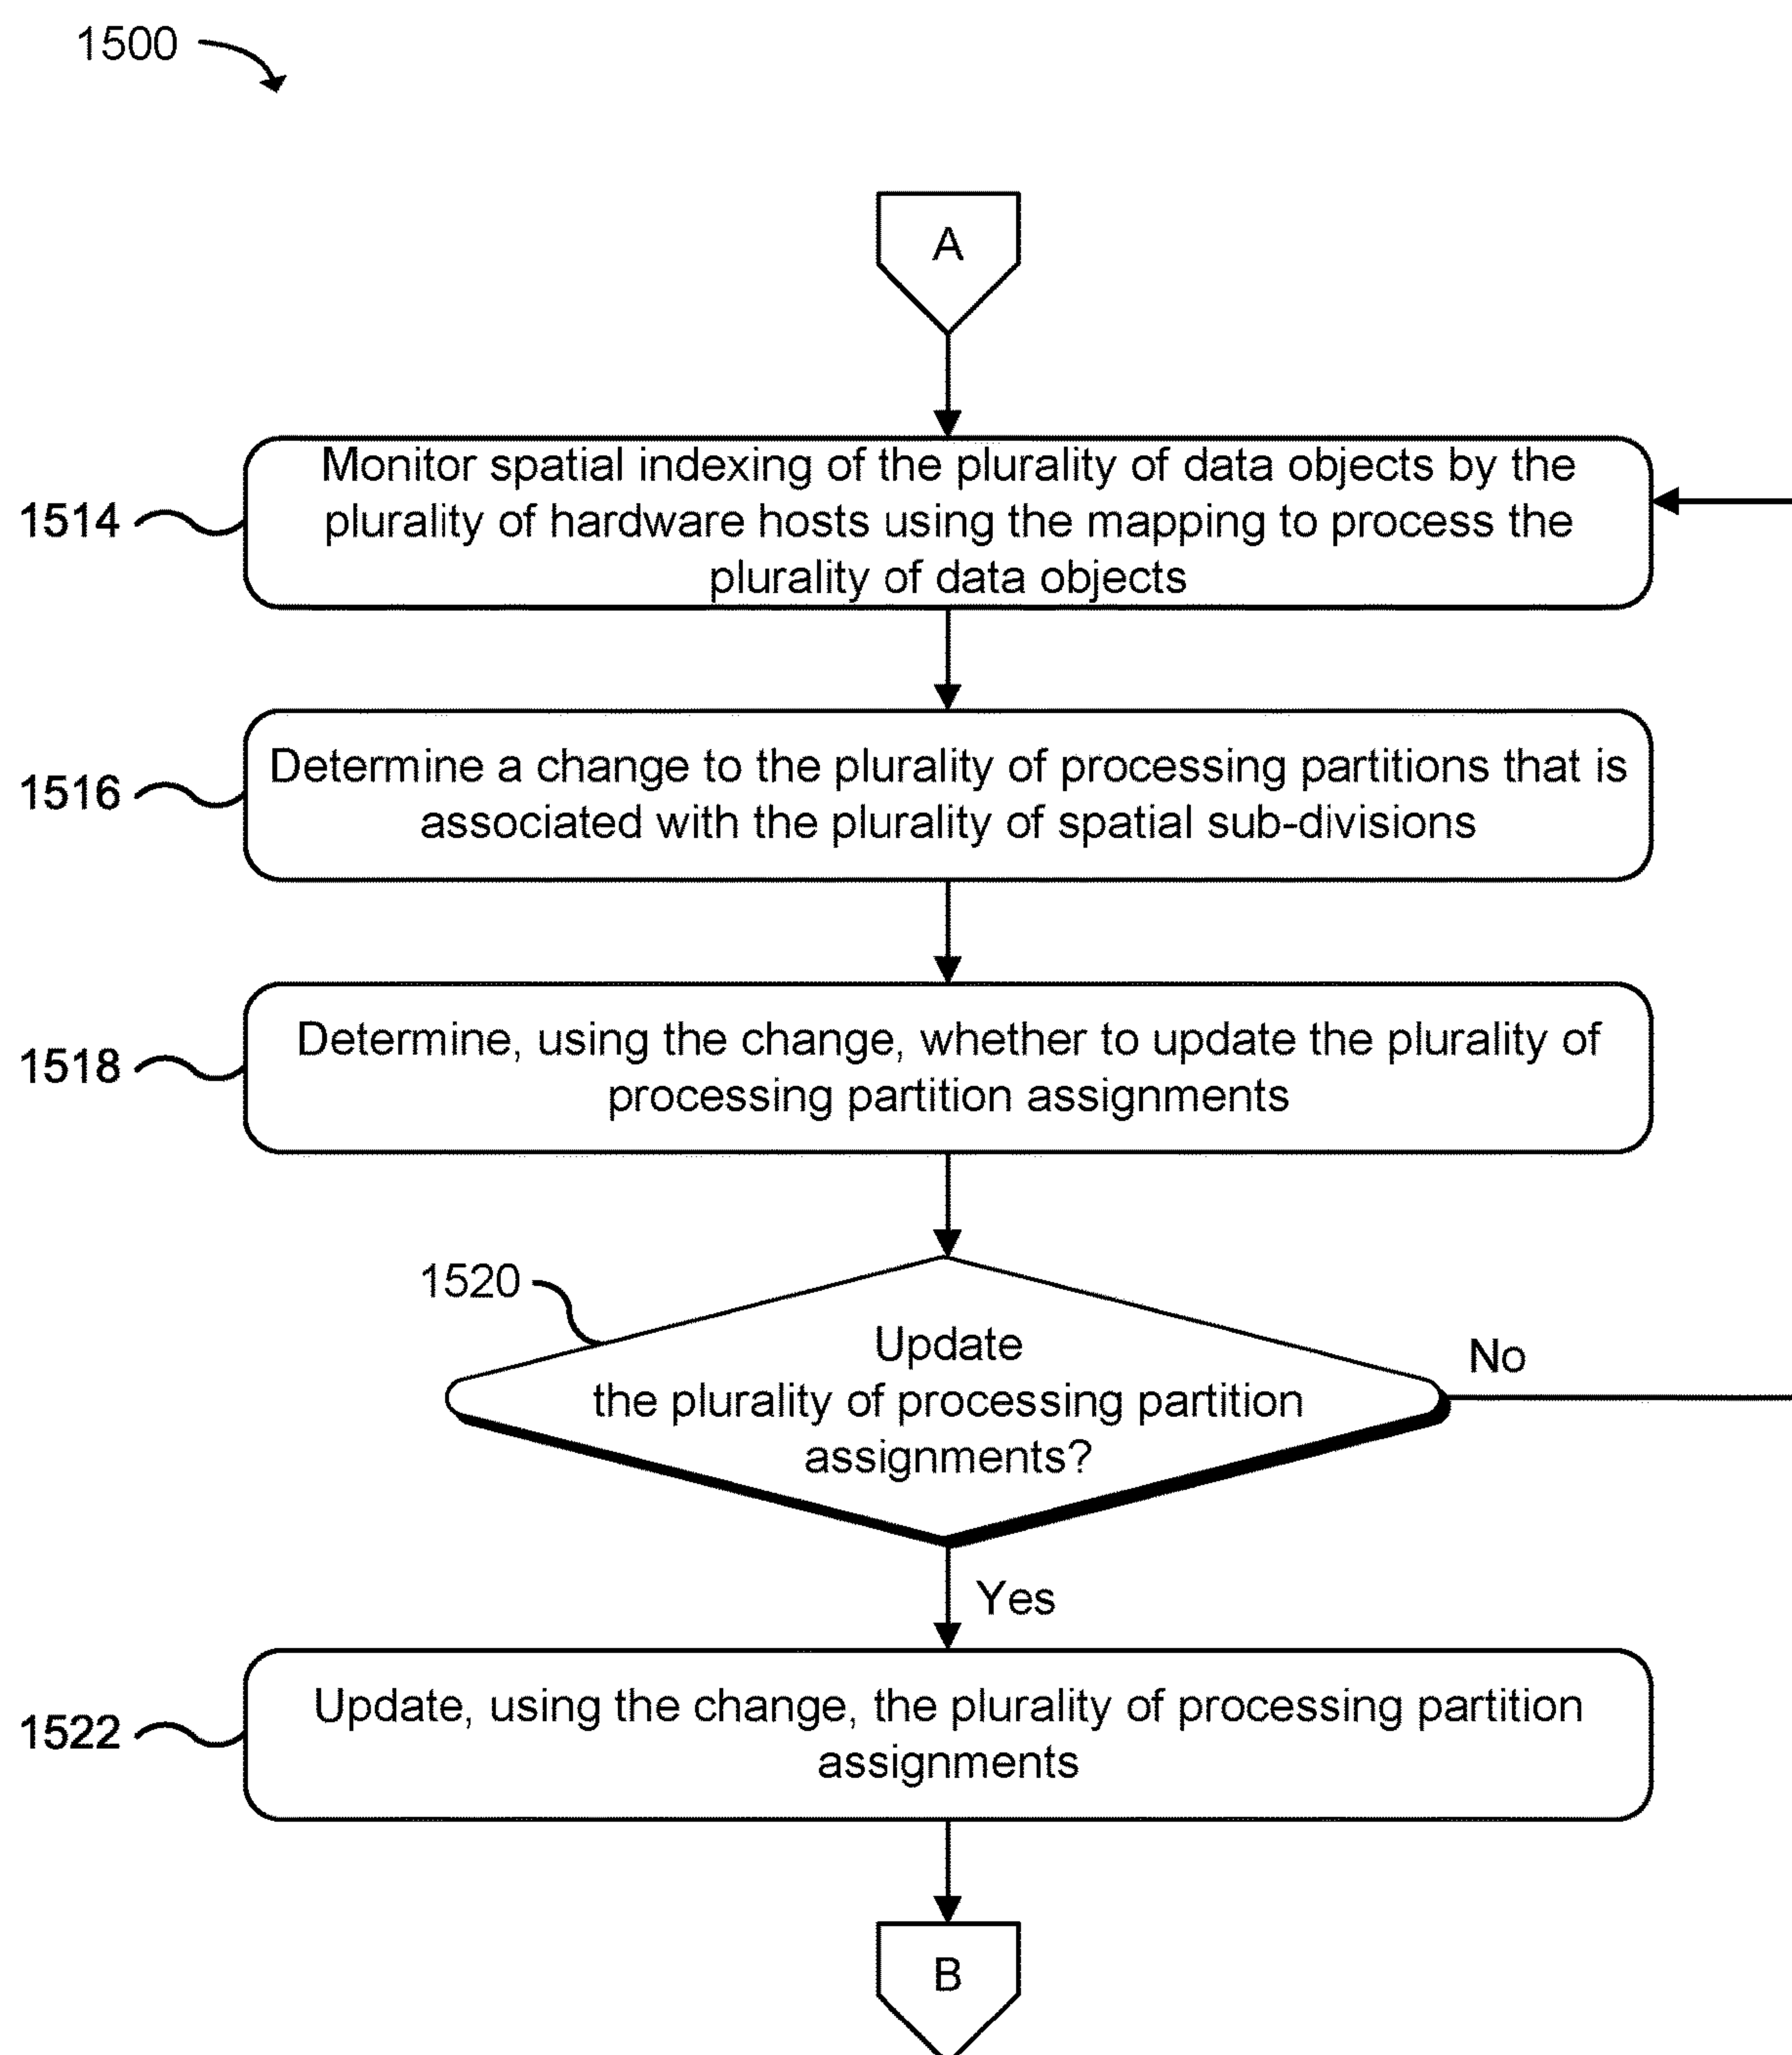 1500
A
1514
Monitor spatial indexing of the plurality of data objects by the
plurality of hardware hosts using the mapping to process the
plurality of data objects
1516
Determine a change to the plurality of processing partitions that is
associated with the plurality of spatial sub-divisions
1518
Determine, using the change, whether to update the plurality of
processing partition assignments
1520
Update
the plurality of processing partition
assignments?
No
Yes
1522
Update, using the change, the plurality of processing partition
assignments
B